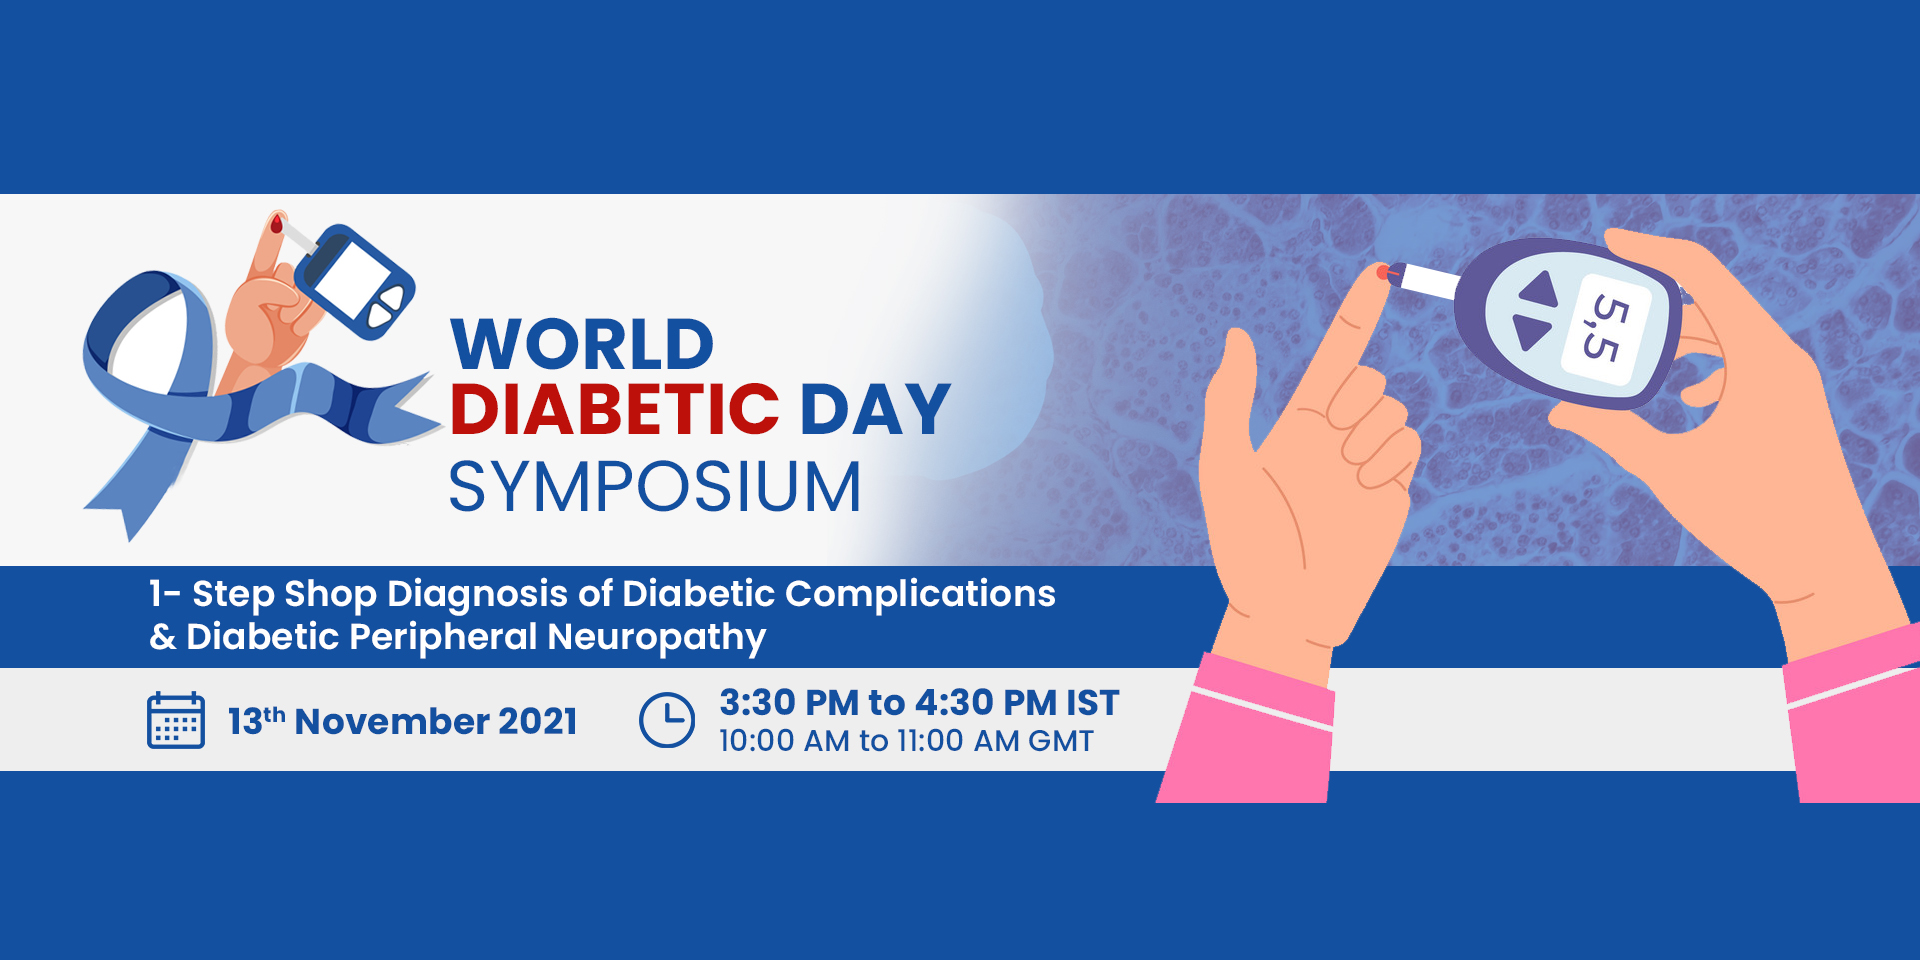 WORLD
DIABETIC DAY
SYMPOSIUM
1- Step Shop Diagnosis of Diabetic Complications
& Diabetic Peripheral Neuropathy
13th November 2021
3:30 PM to 4:30 PM IST
10:00 AM to 11:00 AM GMT
5,5